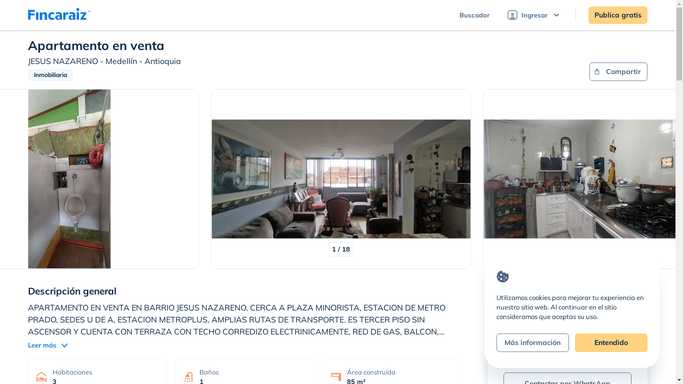 Fincaraiz
Buscador
Ingresar
Publica gratis
Apartamento en venta
JESUS NAZARENO - Medellín - Antioquia
Inmobiliaria
Compartir
1 / 18
Descripción general
APARTAMENTO EN VENTA EN BARRIO JESUS NAZARENO, CERCA A PLAZA MINORISTA, ESTACION DE METRO
PRADO, SEDES U DE A, ESTACION METROPLUS, AMPLIAS RUTAS DE TRANSPORTE. ES TERCER PISO SIN
ASCENSOR Y CUENTA CON TERRAZA CON TECHO CORREDIZO ELECTRINICAMENTE, RED DE GAS, BALCON,...
Leer más
Habitaciones
3
Baños
1
Área construida
85 m²
Utilizamos cookies para mejorar tu experiencia en
nuestro sitio web. Al continuar en el sitio
consideramos que aceptas su uso.
Más información
Entendido
Contactar por WhatsApp